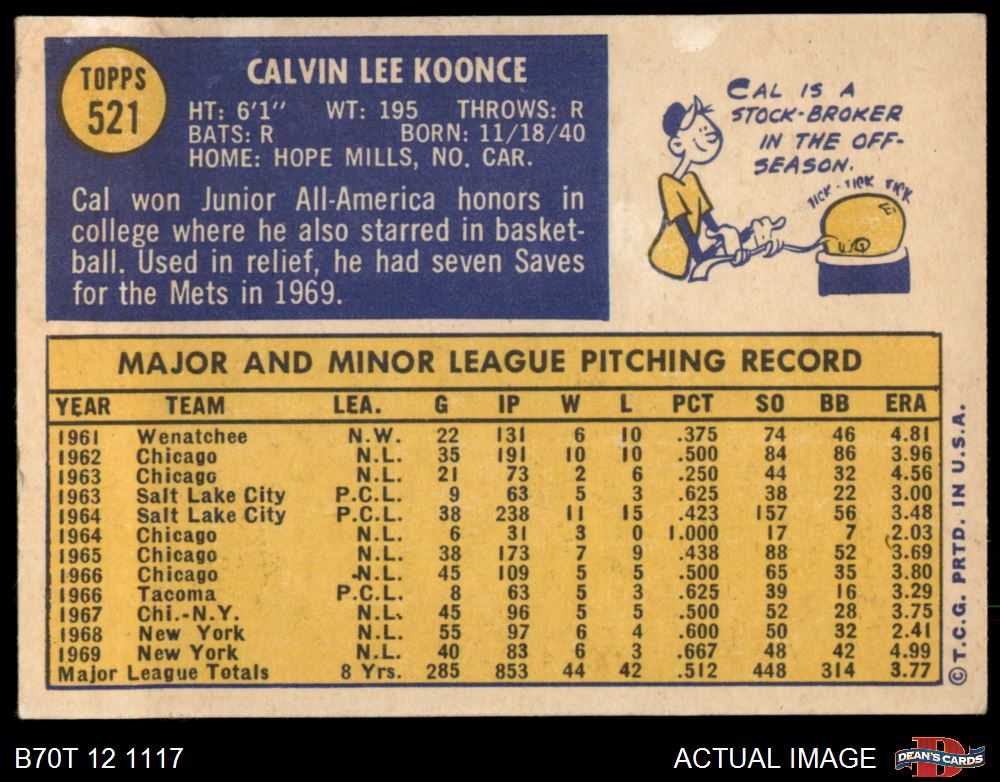 TOPPS
521
CALVIN LEE KOONCE
HT: 6'1" WT: 195 THROWS: R
BATS: R BORN: 11/18/40
HOME: HOPE MILLS, NO. CAR.
Cal won Junior All-America honors in
college where he also starred in basket-
ball. Used in relief, he had seven Saves
for the Mets in 1969.
CAL IS A
STOCK-BROKER
IN THE OFF-
SEASON.
TICK - TICK TICK
MAJOR AND MINOR LEAGUE PITCHING RECORD
YEAR TEAM LEA. G IP W L PCT SO BB ERA
1961 Wenatchee N.W. 22 131 6 10 .375 74 46 4.81
1962 Chicago N.L. 35 191 10 10 .500 84 86 3.96
1963 Chicago N.L. 21 73 2 6 .250 44 32 4.56
1963 Salt Lake City P.C.L. 9 63 5 3 .625 38 22 3.00
1964 Salt Lake City P.C.L. 38 238 11 15 .423 157 56 3.48
1964 Chicago N.L. 6 31 3 0 1.000 17 7 2.03
1965 Chicago N.L. 38 173 7 9 .438 88 52 3.69
1966 Chicago N.L. 45 109 5 5 .500 65 35 3.80
1966 Tacoma P.C.L. 8 63 5 3 .625 39 16 3.29
1967 Chi.-N.Y. N.L. 45 96 5 5 .500 52 28 3.75
1968 New York N.L. 55 97 6 4 .600 50 32 2.41
1969 New York N.L. 40 83 6 3 .667 48 42 4.99
Major League Totals 8 Yrs. 285 853 44 42 .512 448 314 3.77
© T.C.G. PRTD. IN U.S.A.
B70T 12 1117
ACTUAL IMAGE
D
DEAN'S CARDS